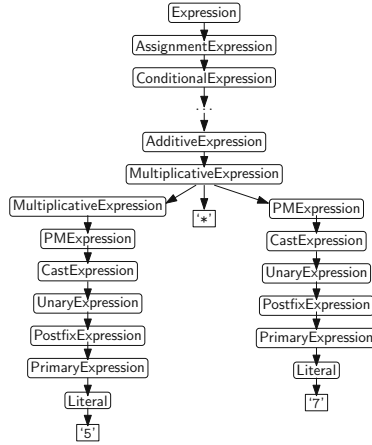 Expression
AssignmentExpression
ConditionalExpression
...
AdditiveExpression
MultiplicativeExpression
MultiplicativeExpression
'*'
PMExpression
PMExpression
CastExpression
CastExpression
UnaryExpression
UnaryExpression
PostfixExpression
PostfixExpression
PrimaryExpression
PrimaryExpression
Literal
Literal
'5'
'7'